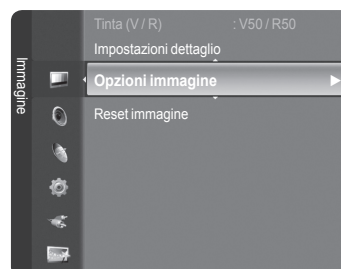 Immagine
Tinta (V / R) : V50 / R50
Impostazioni dettaglio
Opzioni immagine
Reset immagine